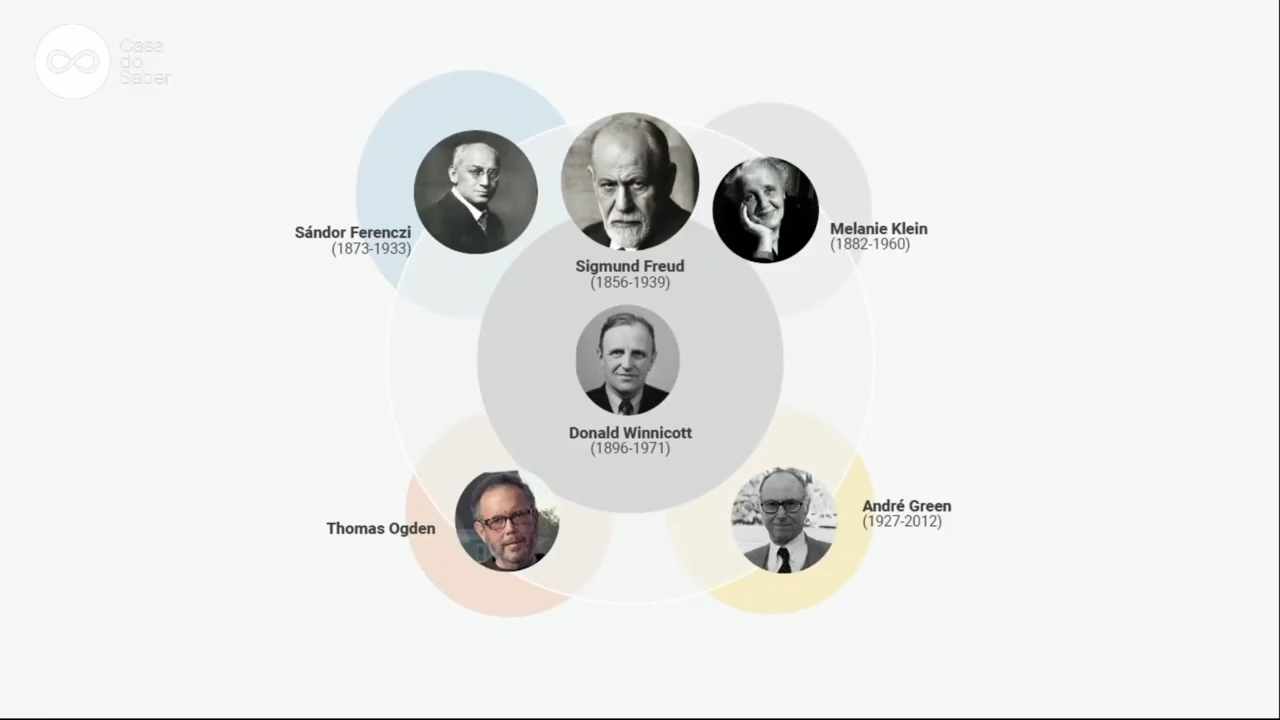 Casa
do
Saber
Sándor Ferenczi
(1873-1933)
Sigmund Freud
(1856-1939)
Melanie Klein
(1882-1960)
Donald Winnicott
(1896-1971)
Thomas Ogden
André Green
(1927-2012)